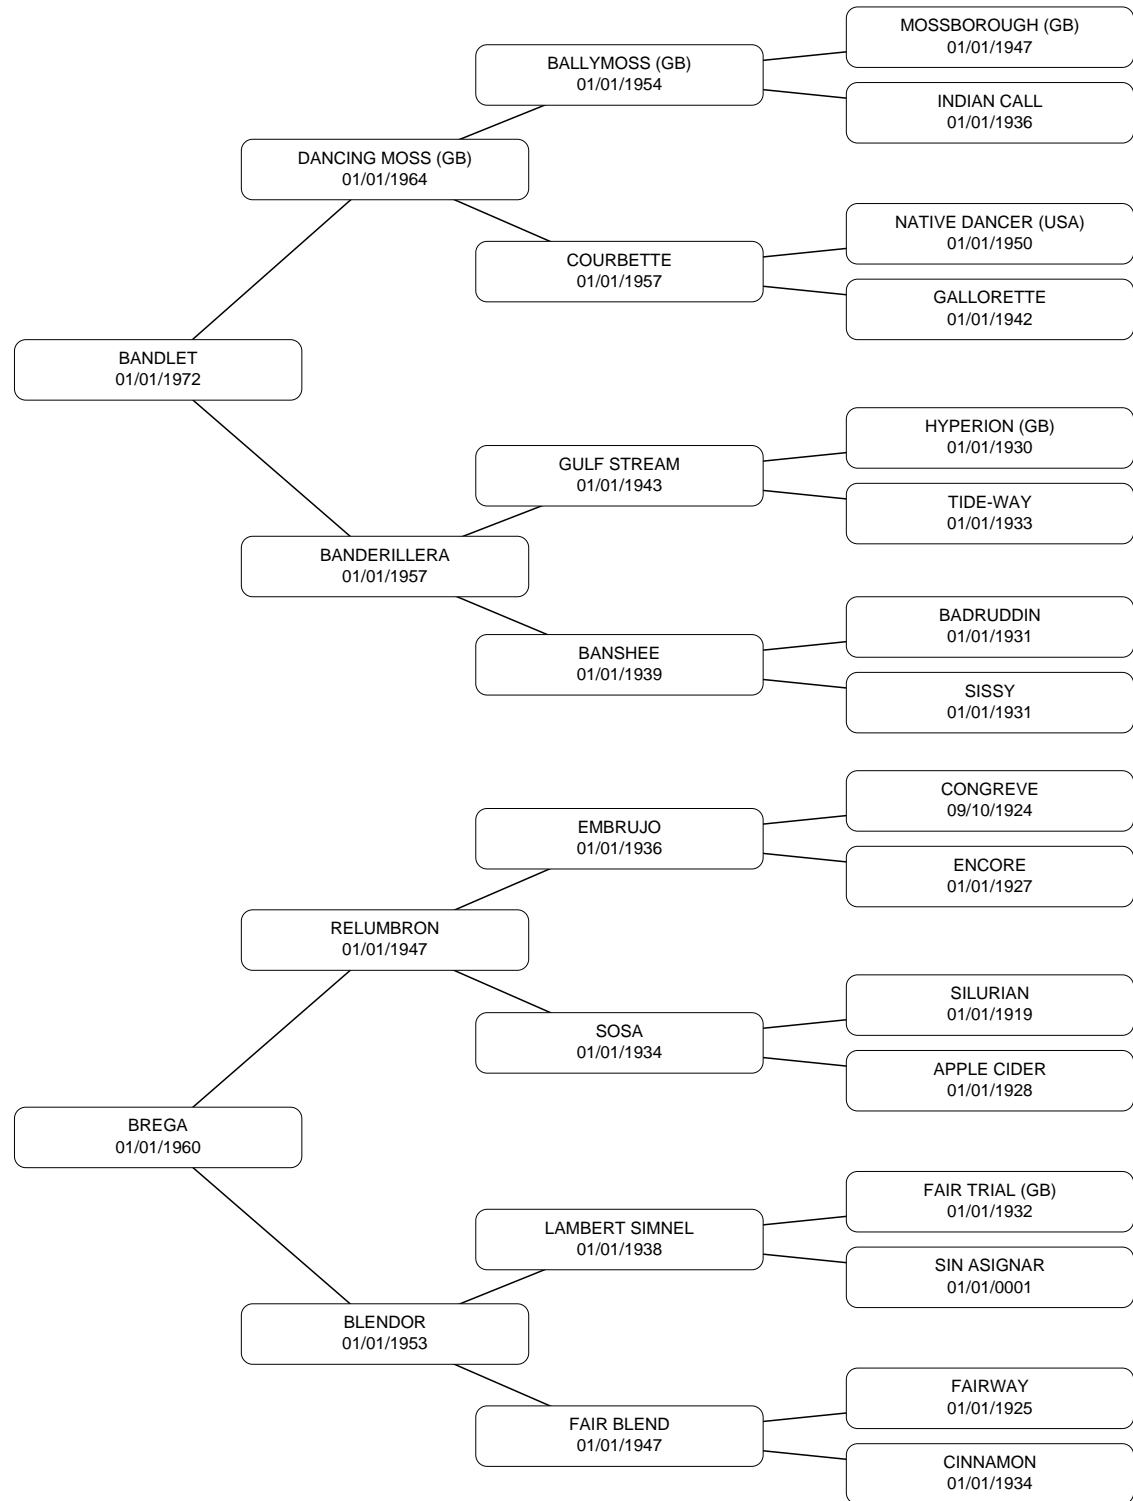 MOSSBOROUGH (GB)
01/01/1947
BALLYMOSS (GB)
01/01/1954
INDIAN CALL
01/01/1936
DANCING MOSS (GB)
01/01/1964
NATIVE DANCER (USA)
01/01/1950
COURBETTE
01/01/1957
GALLORETTE
01/01/1942
BANDLET
01/01/1972
HYPERION (GB)
01/01/1930
GULF STREAM
01/01/1943
TIDE-WAY
01/01/1933
BANDERILLERA
01/01/1957
BADRUDDIN
01/01/1931
BANSHEE
01/01/1939
SISSY
01/01/1931
CONGREVE
09/10/1924
EMBRUJO
01/01/1936
ENCORE
01/01/1927
RELUMBRON
01/01/1947
SILURIAN
01/01/1919
SOSA
01/01/1934
APPLE CIDER
01/01/1928
BREGA
01/01/1960
FAIR TRIAL (GB)
01/01/1932
LAMBERT SIMNEL
01/01/1938
SIN ASIGNAR
01/01/0001
BLENDOR
01/01/1953
FAIRWAY
01/01/1925
FAIR BLEND
01/01/1947
CINNAMON
01/01/1934